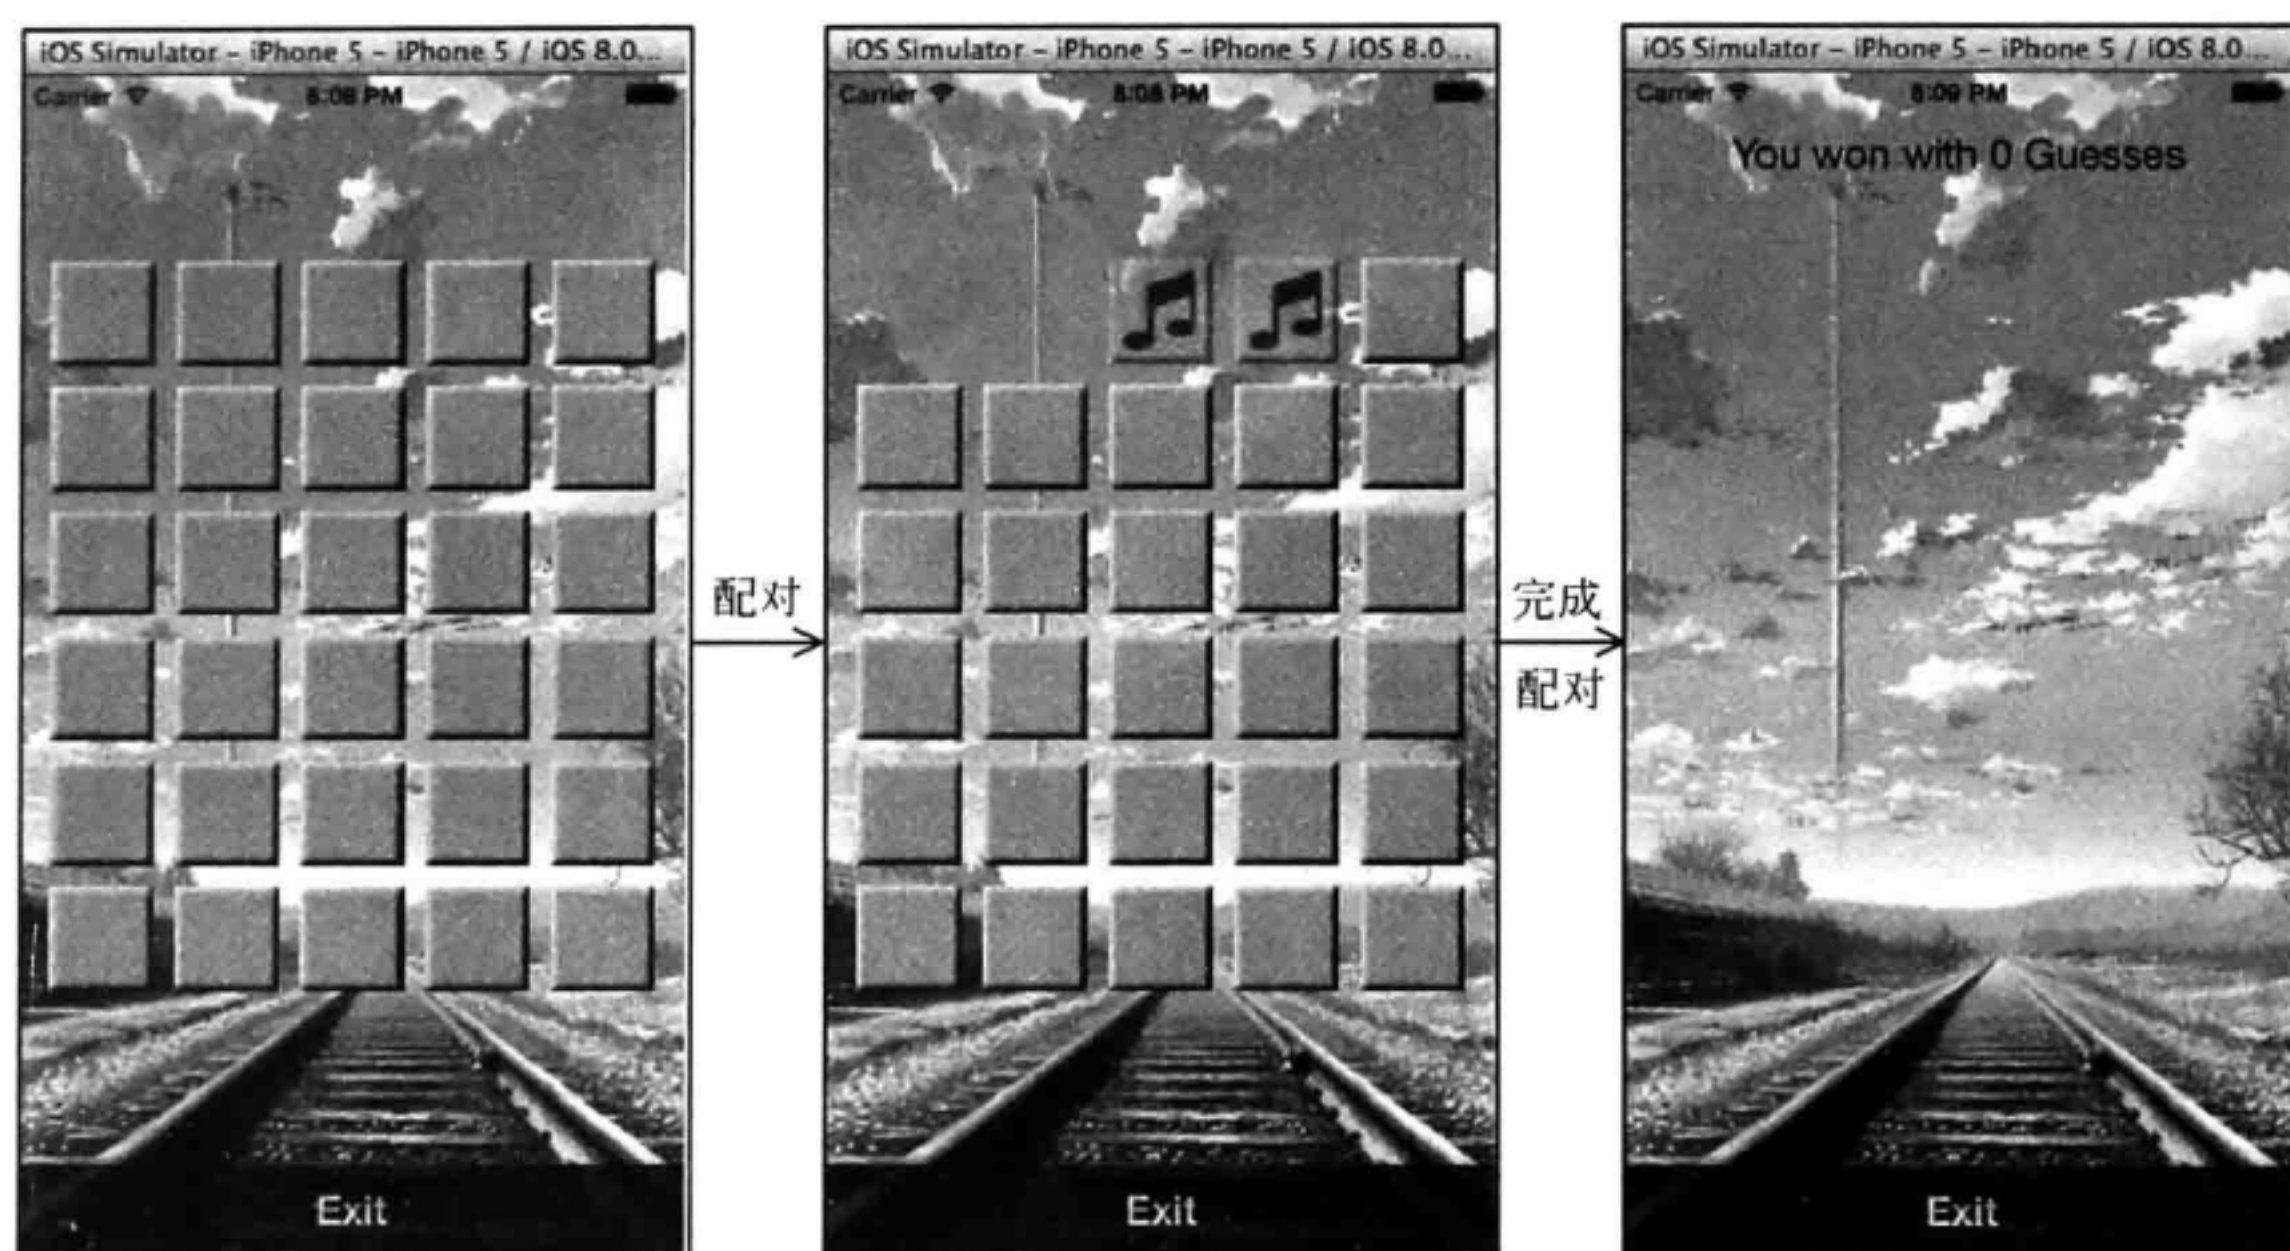 iOS Simulator – iPhone 5 – iPhone 5 / iOS 8.0...
Carrier 8:08 PM
Exit
配对
iOS Simulator – iPhone 5 – iPhone 5 / iOS 8.0...
Carrier 8:08 PM
Exit
完成
配对
iOS Simulator – iPhone 5 – iPhone 5 / iOS 8.0...
Carrier 8:09 PM
You won with 0 Guesses
Exit